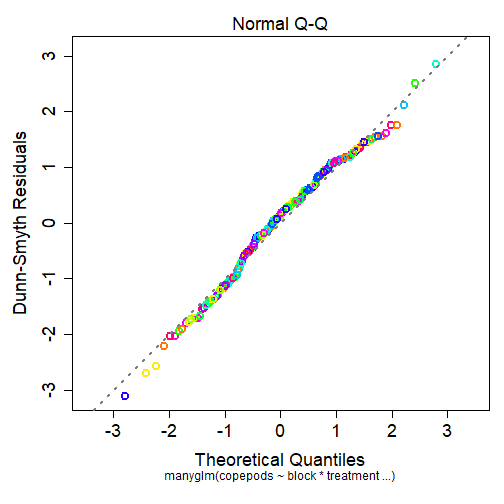 Normal Q-Q
Dunn-Smyth Residuals
3
2
1
0
-1
-2
-3
-3 -2 -1 0 1 2 3
Theoretical Quantiles
manyglm(copepods ~ block * treatment ...)